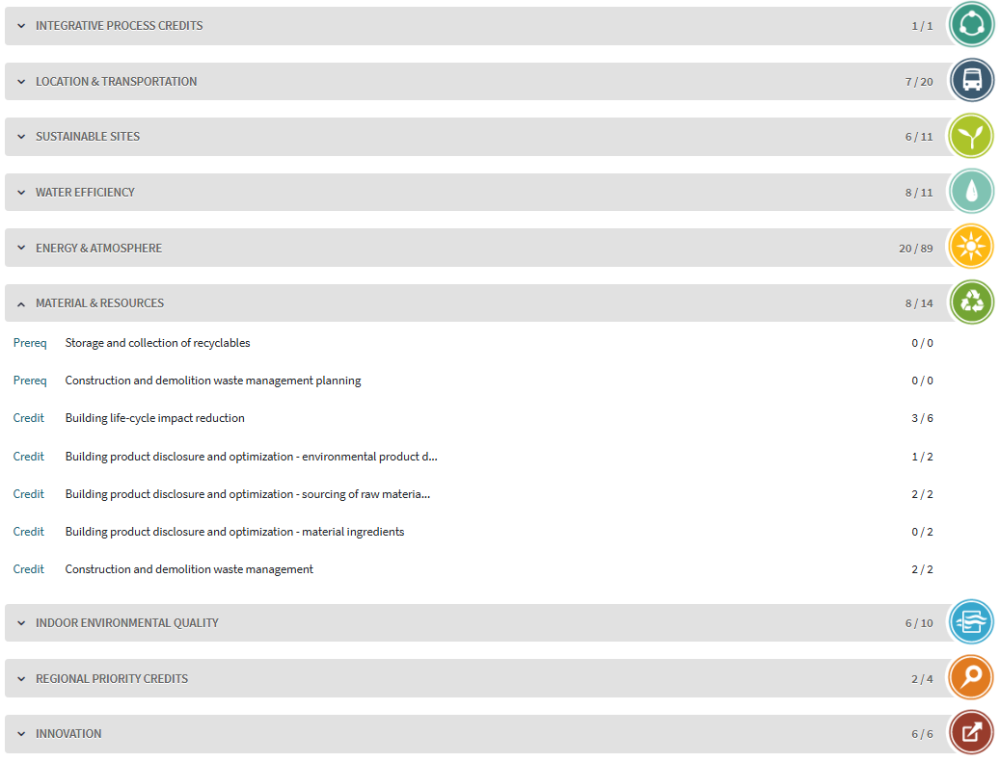 INTEGRATIVE PROCESS CREDITS 1 / 1
LOCATION & TRANSPORTATION 7 / 20
SUSTAINABLE SITES 6 / 11
WATER EFFICIENCY 8 / 11
ENERGY & ATMOSPHERE 20 / 89
MATERIAL & RESOURCES 8 / 14
Prereq Storage and collection of recyclables 0 / 0
Prereq Construction and demolition waste management planning 0 / 0
Credit Building life-cycle impact reduction 3 / 6
Credit Building product disclosure and optimization - environmental product d... 1 / 2
Credit Building product disclosure and optimization - sourcing of raw materia... 2 / 2
Credit Building product disclosure and optimization - material ingredients 0 / 2
Credit Construction and demolition waste management 2 / 2
INDOOR ENVIRONMENTAL QUALITY 6 / 10
REGIONAL PRIORITY CREDITS 2 / 4
INNOVATION 6 / 6